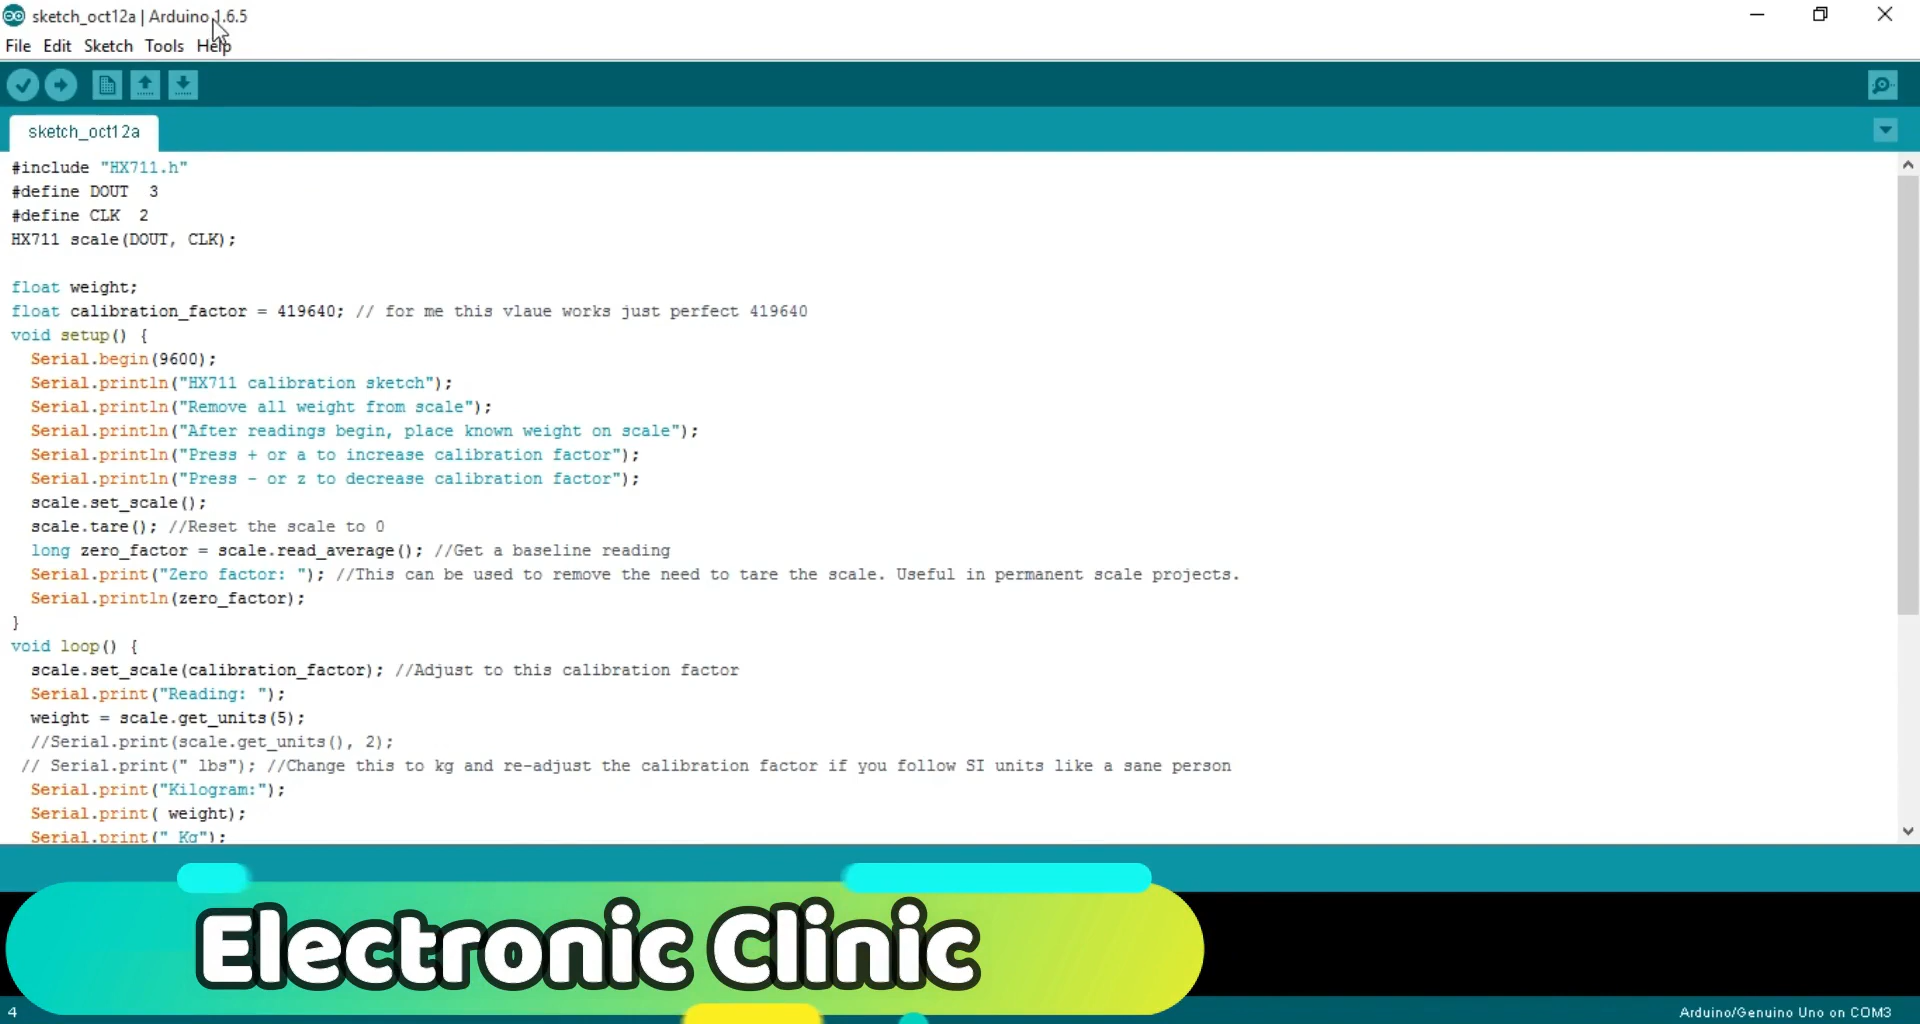 sketch_oct12a | Arduino 1.6.5
File Edit Sketch Tools Help
sketch_oct12a
#include "HX711.h"
#define DOUT  3
#define CLK  2
HX711 scale(DOUT, CLK);
float weight;
float calibration_factor = 419640; // for me this vlaue works just perfect 419640
void setup() {
  Serial.begin(9600);
  Serial.println("HX711 calibration sketch");
  Serial.println("Remove all weight from scale");
  Serial.println("After readings begin, place known weight on scale");
  Serial.println("Press + or a to increase calibration factor");
  Serial.println("Press - or z to decrease calibration factor");
  scale.set_scale();
  scale.tare(); //Reset the scale to 0
  long zero_factor = scale.read_average(); //Get a baseline reading
  Serial.print("Zero factor: "); //This can be used to remove the need to tare the scale. Useful in permanent scale projects.
  Serial.println(zero_factor);
}
void loop() {
  scale.set_scale(calibration_factor); //Adjust to this calibration factor
  Serial.print("Reading: ");
  weight = scale.get_units(5);
  //Serial.print(scale.get_units(), 2);
 // Serial.print(" lbs"); //Change this to kg and re-adjust the calibration factor if you follow SI units like a sane person
  Serial.print("Kilogram:");
  Serial.print( weight);
  Serial.print(" Kg");
Electronic Clinic
4
Arduino/Genuino Uno on COM3